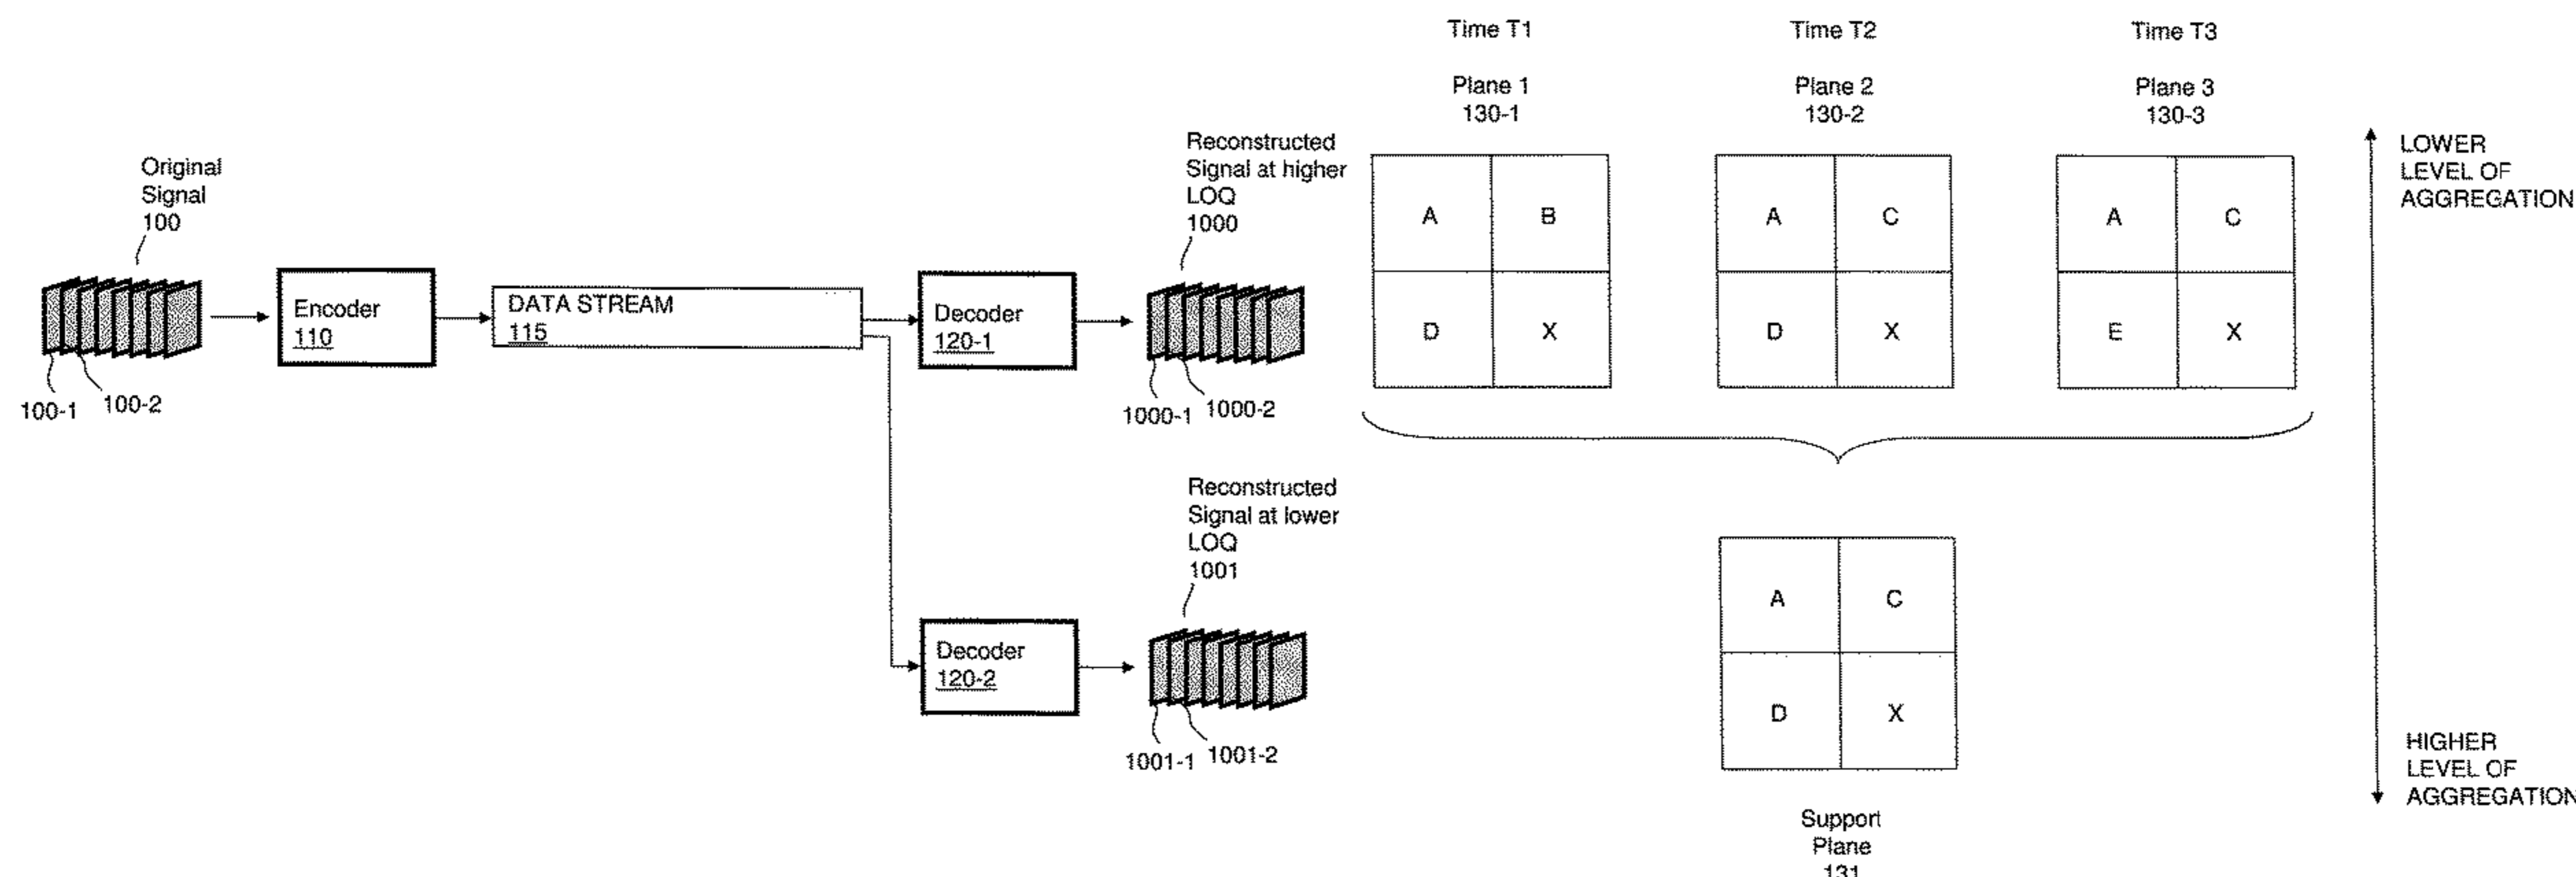 Original
Signal
100
100-1
100-2
Encoder
110
DATA STREAM
115
Decoder
120-1
Reconstructed
Signal at higher
LOQ
1000
1000-1
1000-2
Decoder
120-2
Reconstructed
Signal at lower
LOQ
1001
1001-1
1001-2
Time T1
Plane 1
130-1
A B
D X
Time T2
Plane 2
130-2
A C
D X
Time T3
Plane 3
130-3
A C
E X
A C
D X
Support
Plane
131
LOWER
LEVEL OF
AGGREGATION
HIGHER
LEVEL OF
AGGREGATION